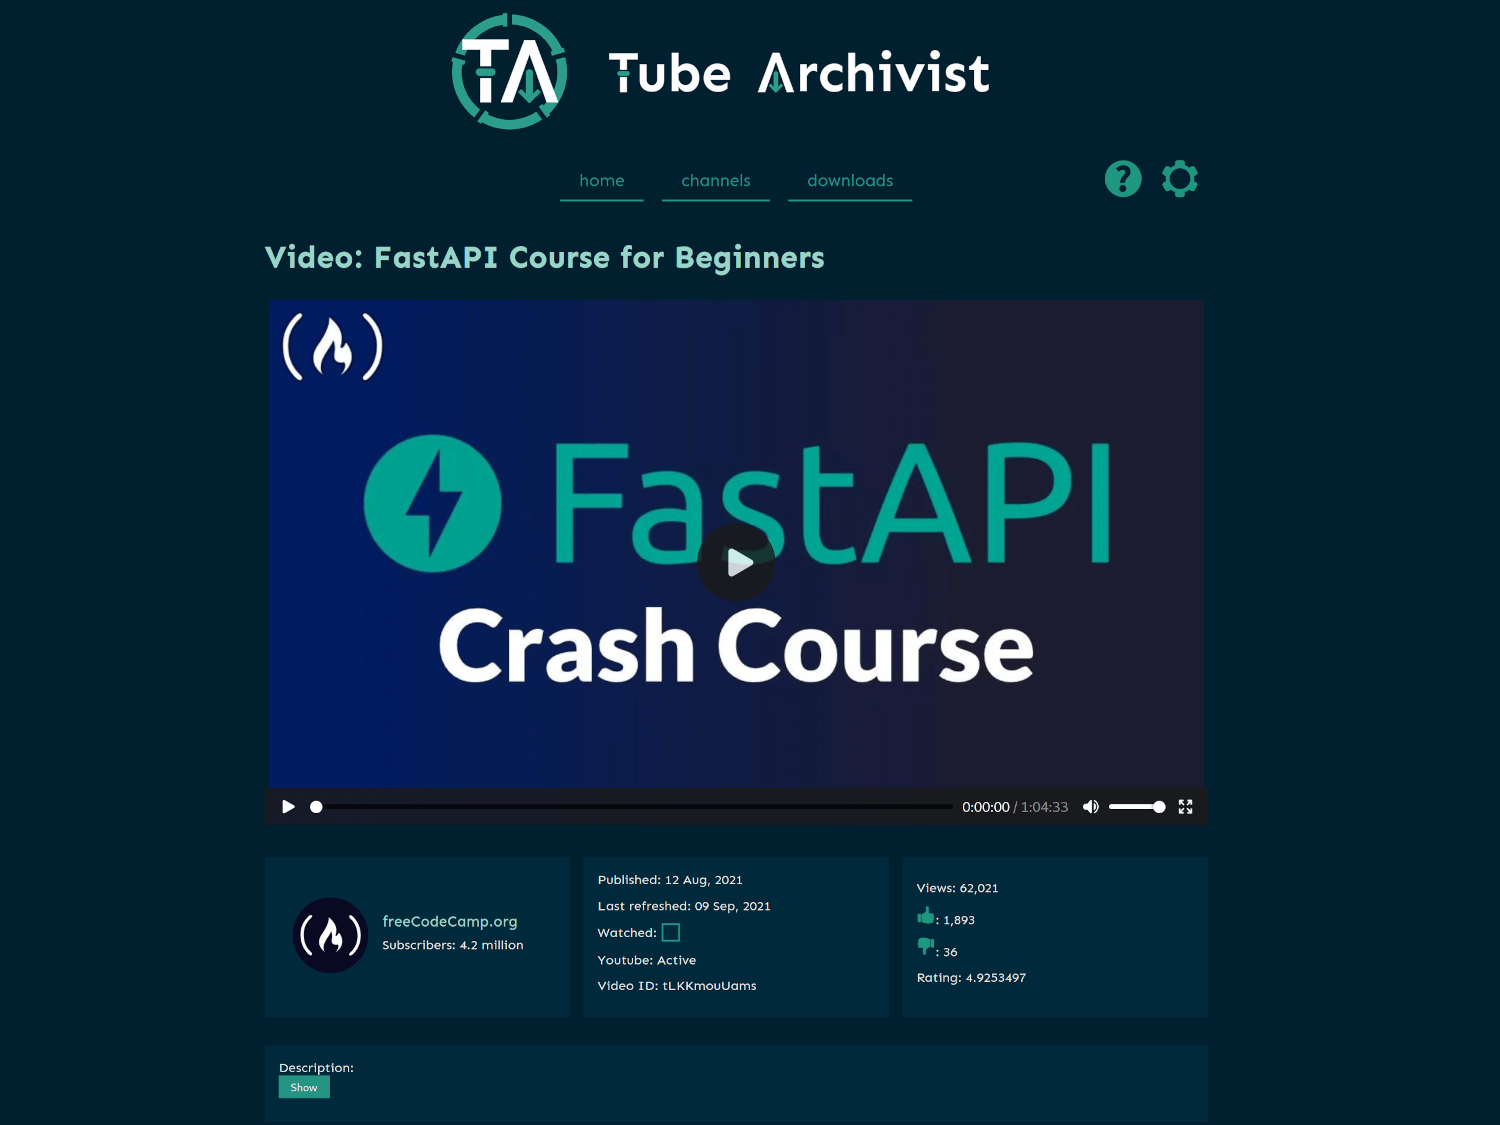 TA
Tube Archivist
home channels downloads
Video: FastAPI Course for Beginners
FastAPI
Crash Course
0:00:00 / 1:04:33
freeCodeCamp.org
Subscribers: 4.2 million
Published: 12 Aug, 2021
Last refreshed: 09 Sep, 2021
Watched:
Youtube: Active
Video ID: tLKKmouUams
Views: 62,021
: 1,893
: 36
Rating: 4.9253497
Description:
Show